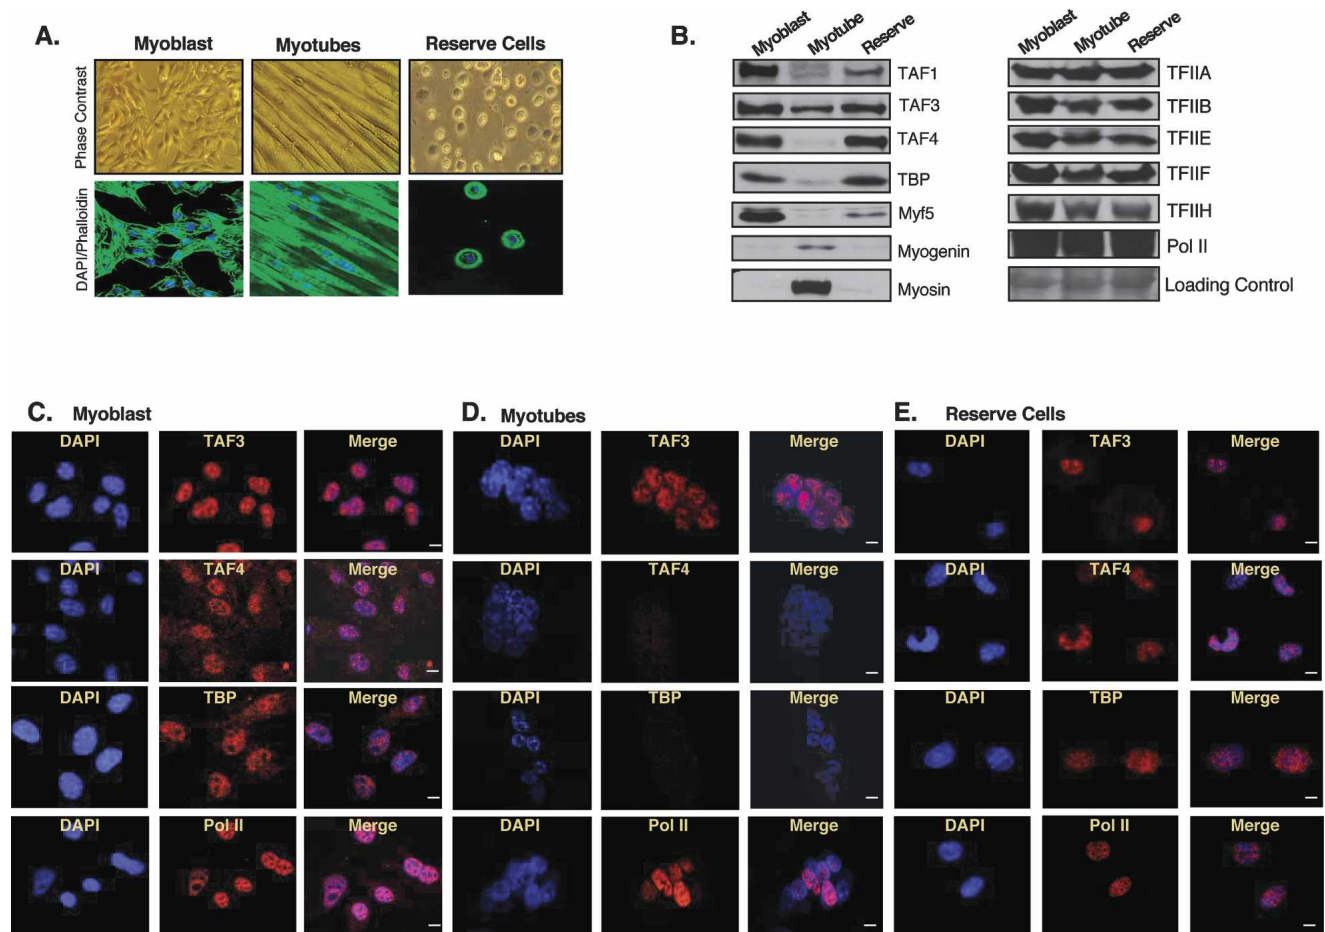 A.
Myoblast Myotubes Reserve Cells
Phase Contrast
DAPI/Phalloidin
B.
Myoblast Myotube Reserve
TAF1
TAF3
TAF4
TBP
Myf5
Myogenin
Myosin
Myoblast Myotube Reserve
TFIIA
TFIIB
TFIIE
TFIIF
TFIIH
Pol II
Loading Control
C. Myoblast
DAPI TAF3 Merge
DAPI TAF4 Merge
DAPI TBP Merge
DAPI Pol II Merge
D. Myotubes
DAPI TAF3 Merge
DAPI TAF4 Merge
DAPI TBP Merge
DAPI Pol II Merge
E. Reserve Cells
DAPI TAF3 Merge
DAPI TAF4 Merge
DAPI TBP Merge
DAPI Pol II Merge